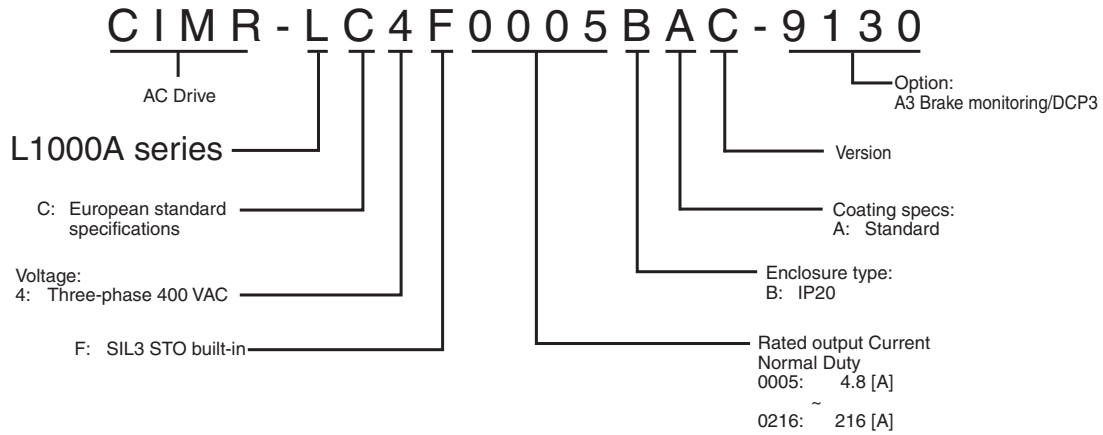 CIMR-LC4F0005BAC-9130
AC Drive
Option:
A3 Brake monitoring/DCP3
L1000A series
Version
C: European standard
specifications
Coating specs:
A: Standard
Voltage:
4: Three-phase 400 VAC
Enclosure type:
B: IP20
F: SIL3 STO built-in
Rated output Current
Normal Duty
0005: 4.8 [A]
~
0216: 216 [A]